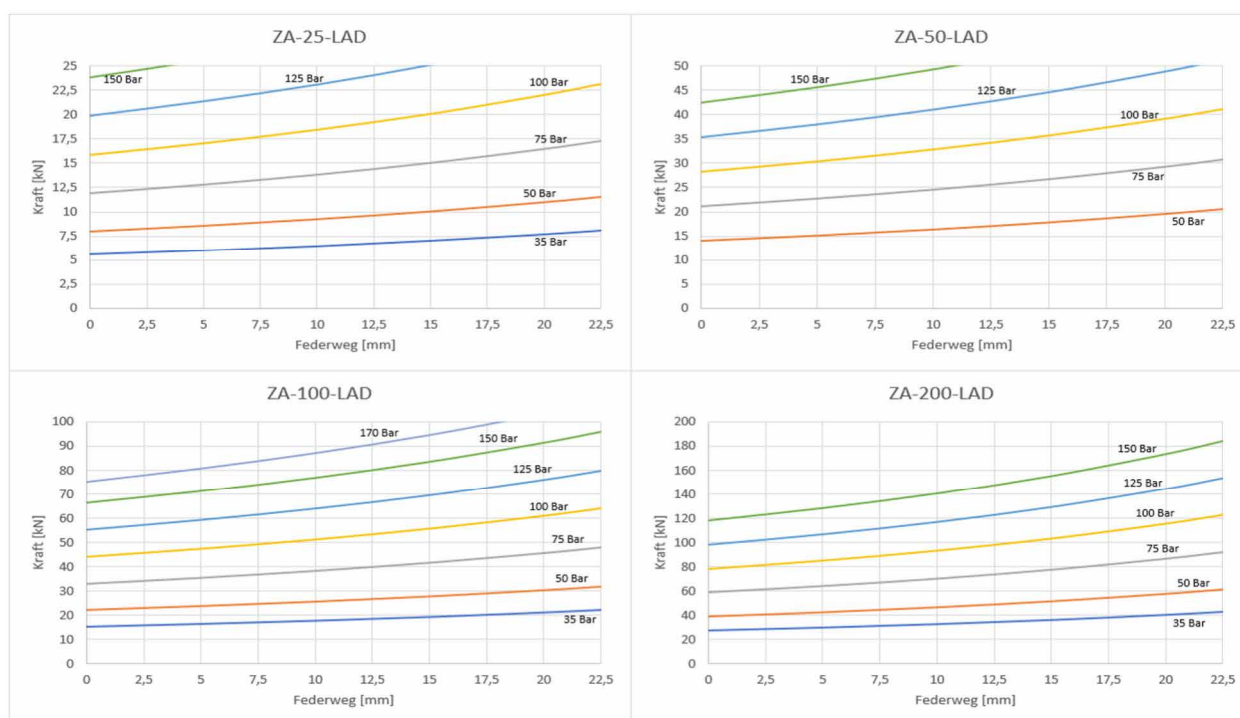 ZA-25-LAD
Kraft [kN]
25
22,5
20
17,5
15
12,5
10
7,5
5
2,5
0
150 Bar
125 Bar
100 Bar
75 Bar
50 Bar
35 Bar
0 2,5 5 7,5 10 12,5 15 17,5 20 22,5
Federweg [mm]
ZA-50-LAD
Kraft [kN]
50
45
40
35
30
25
20
15
10
5
0
150 Bar
125 Bar
100 Bar
75 Bar
50 Bar
0 2,5 5 7,5 10 12,5 15 17,5 20 22,5
Federweg [mm]
ZA-100-LAD
Kraft [kN]
100
90
80
70
60
50
40
30
20
10
0
170 Bar
150 Bar
125 Bar
100 Bar
75 Bar
50 Bar
35 Bar
0 2,5 5 7,5 10 12,5 15 17,5 20 22,5
Federweg [mm]
ZA-200-LAD
Kraft [kN]
200
180
160
140
120
100
80
60
40
20
0
150 Bar
125 Bar
100 Bar
75 Bar
50 Bar
35 Bar
0 2,5 5 7,5 10 12,5 15 17,5 20 22,5
Federweg [mm]